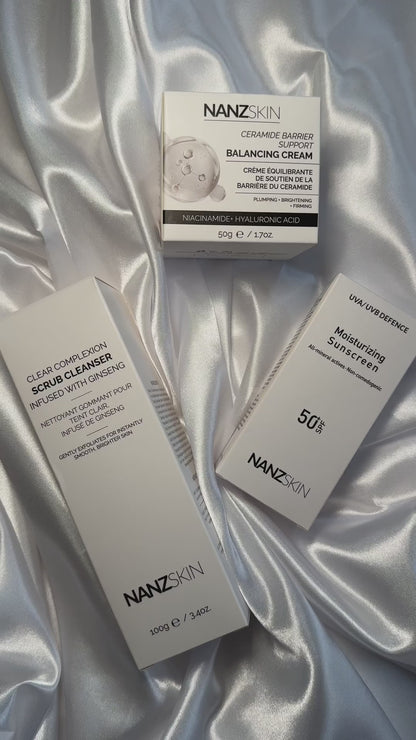 NANZSKIN
CERAMIDE BARRIER
SUPPORT
BALANCING CREAM
CRÈME ÉQUILIBRANTE
DE SOUTIEN DE LA
BARRIÈRE DU CERAMIDE
PLUMPING • BRIGHTENING
• FIRMING
NIACINAMIDE+ HYALURONIC ACID
50g e / 1.7oz.
CLEAR COMPLEXION
SCRUB CLEANSER
INFUSED WITH GINSENG
NETTOYANT GOMMANT POUR
TEINT CLAIR,
INFUSÉ DE GINSENG
GENTLY EXFOLIATES FOR INSTANTLY
SMOOTH, BRIGHTER SKIN
NANZSKIN
100g e / 3.4oz.
UVA/UVB DEFENCE
Moisturizing
Sunscreen
All-mineral actives • Non comedogenic
50+ SPF
NANZSKIN